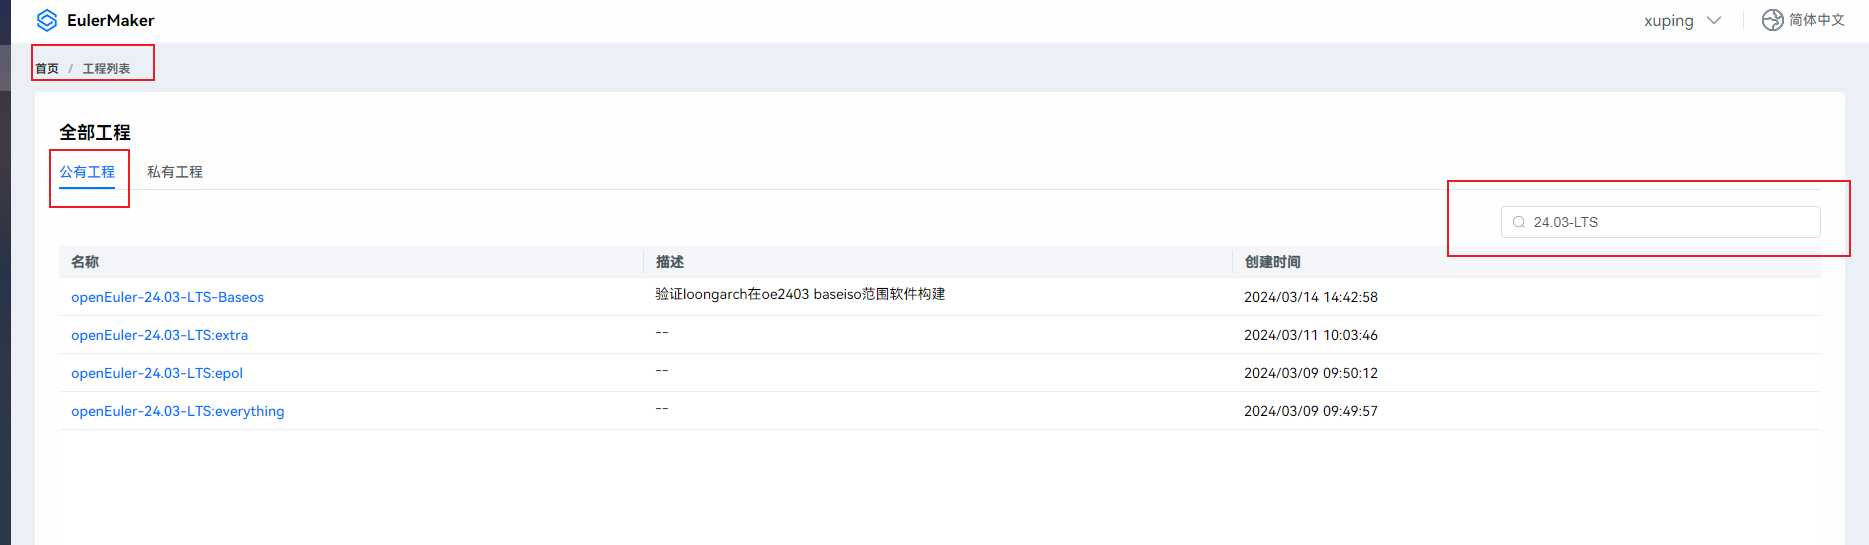 EulerMaker
xuping
简体中文
首页 / 工程列表
全部工程
公有工程 私有工程
24.03-LTS
名称 描述 创建时间
openEuler-24.03-LTS-Baseos 验证loongarch在oe2403 baseiso范围软件构建 2024/03/14 14:42:58
openEuler-24.03-LTS:extra -- 2024/03/11 10:03:46
openEuler-24.03-LTS:epol -- 2024/03/09 09:50:12
openEuler-24.03-LTS:everything -- 2024/03/09 09:49:57